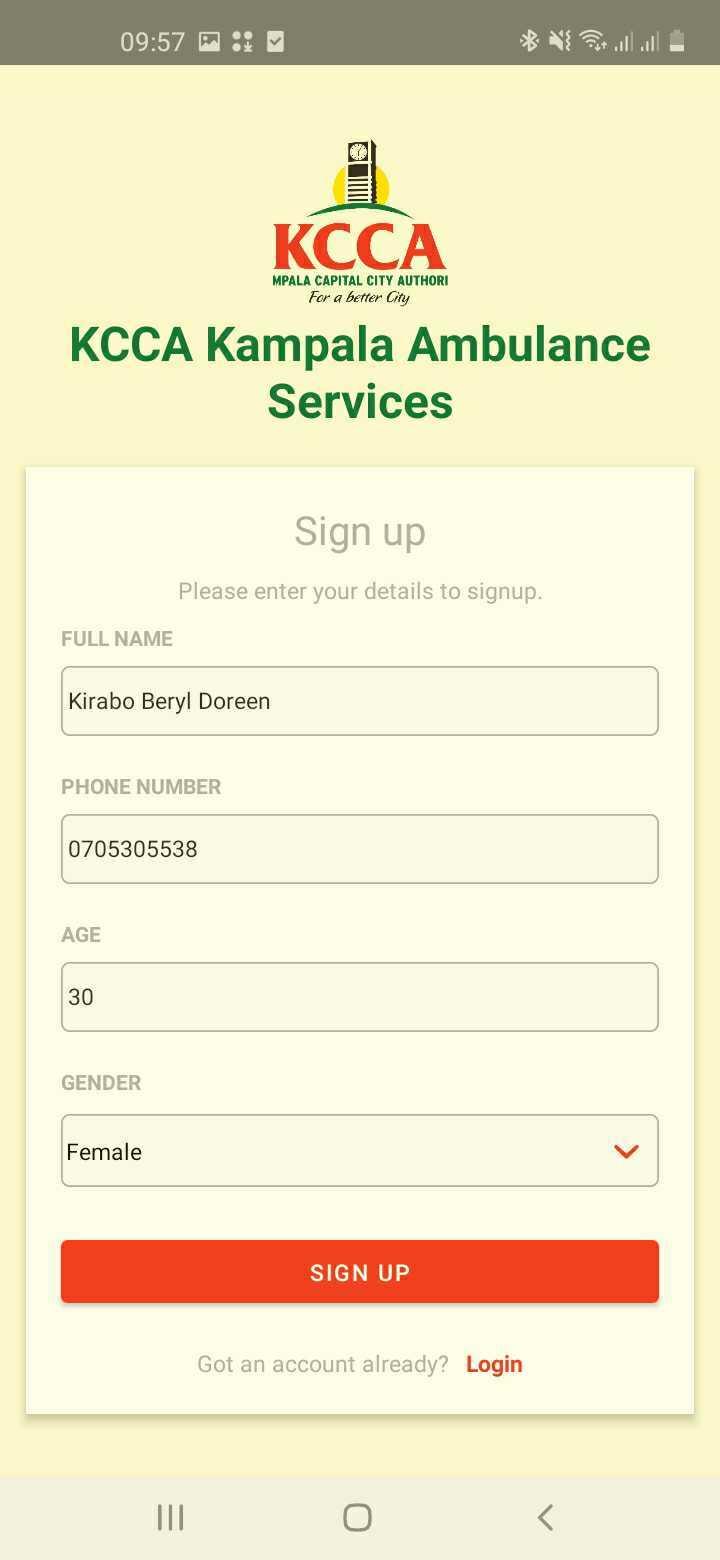 09:57
KCCA
MPALA CAPITAL CITY AUTHORI
For a better City
KCCA Kampala Ambulance
Services
Sign up
Please enter your details to signup.
FULL NAME
Kirabo Beryl Doreen
PHONE NUMBER
0705305538
AGE
30
GENDER
Female
SIGN UP
Got an account already? Login